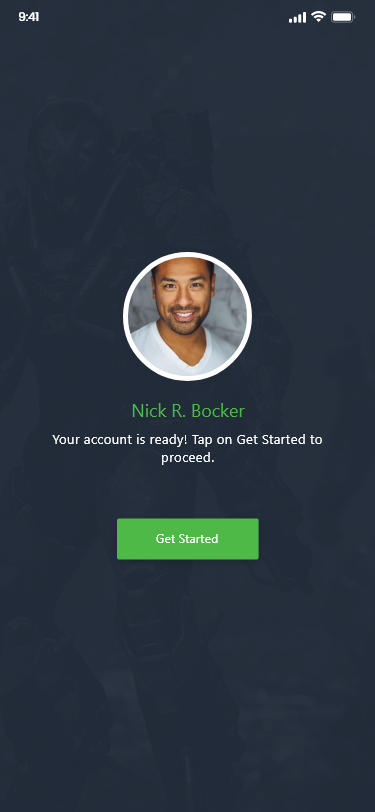 9:41
Nick R. Bocker
Your account is ready! Tap on Get Started to
proceed.
Get Started